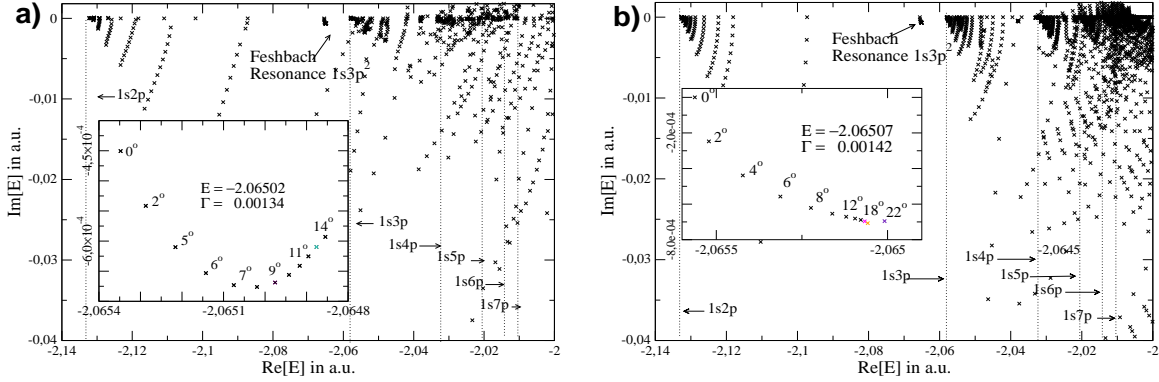 a)
0
-0,01
-0,02
-0,03
-0,04
Im[E] in a.u.
-2,14
-2,12
-2,1
-2,08
-2,06
-2,04
-2,02
-2
Re[E] in a.u.
Feshbach
Resonance 1s3p²
1s2p
1s3p
1s4p
1s5p
1s6p
1s7p
-4,5×10⁻⁴
-6,0×10⁻⁴
0°
2°
5°
6°
7°
9°
11°
14°
E = −2.06502
Γ = 0.00134
-2,0654
-2,0651
-2,0648
b)
0
-0,01
-0,02
-0,03
-0,04
Im[E] in a.u.
-2,14
-2,12
-2,1
-2,08
-2,06
-2,04
-2,02
-2
Re[E] in a.u.
Feshbach
Resonance 1s3p²
1s2p
1s3p
1s4p
1s5p
1s6p
1s7p
-2,0e-04
-8,0e-04
0°
2°
4°
6°
8°
12°
18°
22°
E = −2.06507
Γ = 0.00142
-2,0655
-2,065
-2,0645